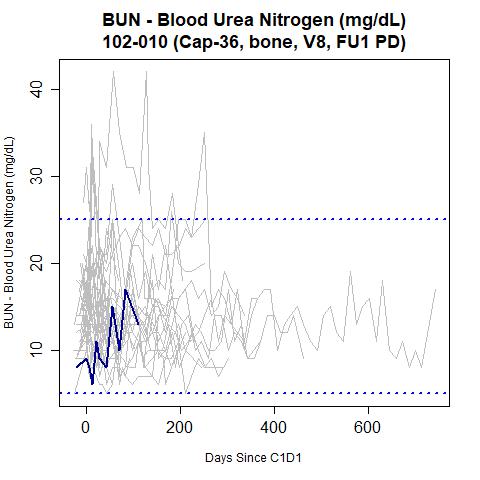 BUN - Blood Urea Nitrogen (mg/dL)
102-010 (Cap-36, bone, V8, FU1 PD)
BUN - Blood Urea Nitrogen (mg/dL)
40
30
20
10
0
200
400
600
Days Since C1D1